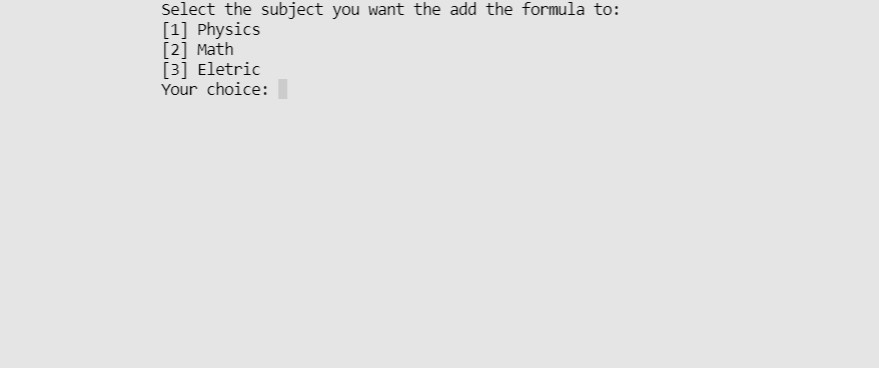 Select the subject you want the add the formula to:
[1] Physics
[2] Math
[3] Eletric
Your choice: